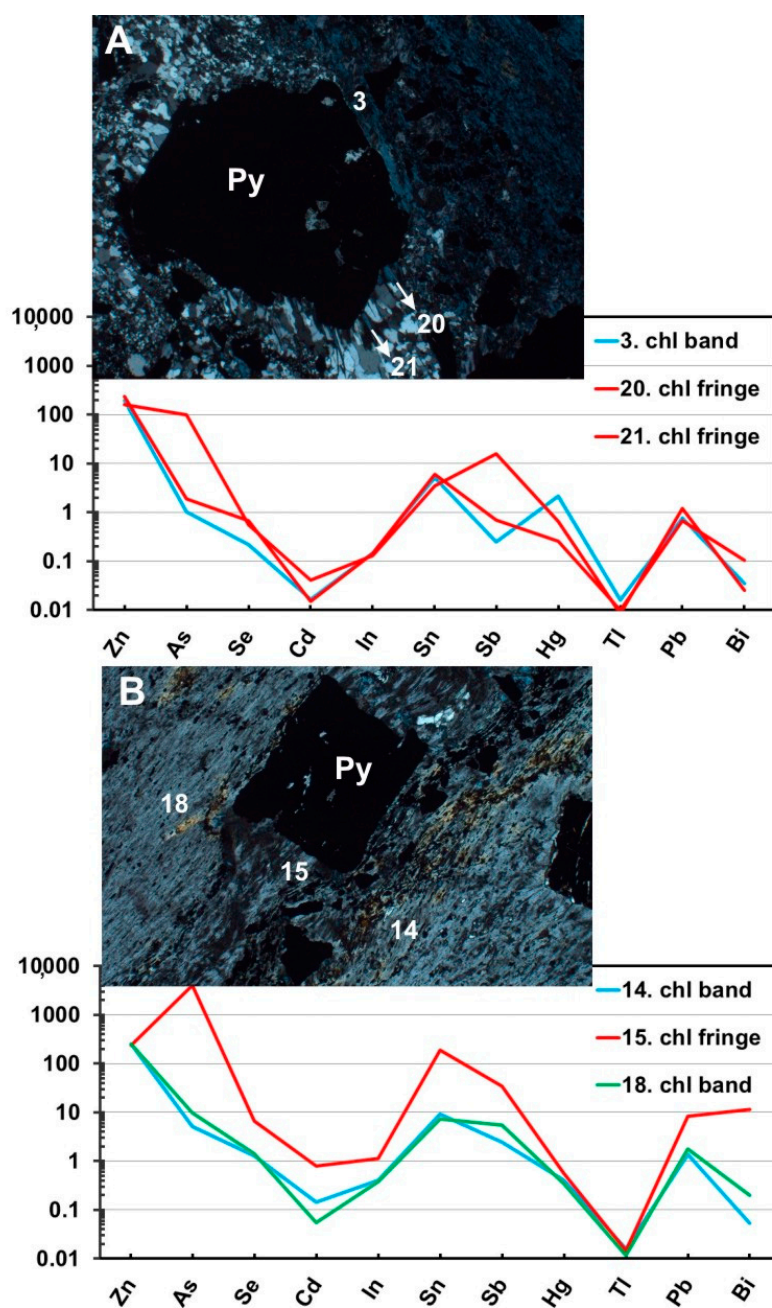 A
3
Py
20
21
10,000
1000
100
10
1
0.1
0.01
3. chl band
20. chl fringe
21. chl fringe
Zn As Se Cd In Sn Sb Hg Tl Pb Bi
B
Py
18
15
14
10,000
1000
100
10
1
0.1
0.01
14. chl band
15. chl fringe
18. chl band
Zn As Se Cd In Sn Sb Hg Tl Pb Bi